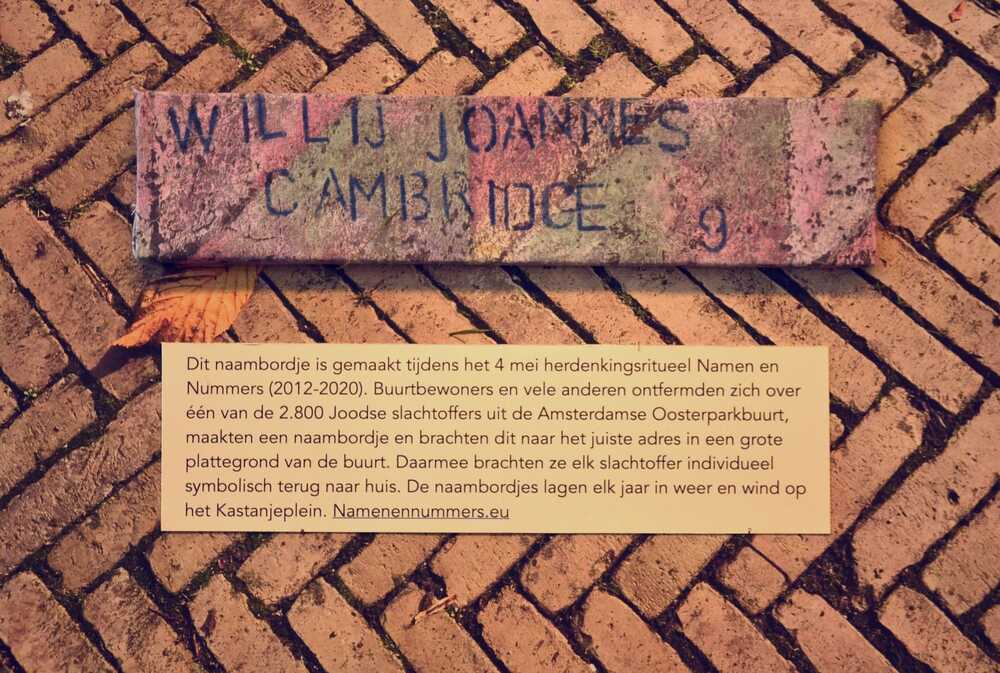 WILLIJ JOANNES
CAMBRIDGE 9
Dit naambordje is gemaakt tijdens het 4 mei herdenkingsritueel Namen en
Nummers (2012-2020). Buurtbewoners en vele anderen ontfermden zich over
één van de 2.800 Joodse slachtoffers uit de Amsterdamse Oosterparkbuurt,
maakten een naambordje en brachten dit naar het juiste adres in een grote
plattegrond van de buurt. Daarmee brachten ze elk slachtoffer individueel
symbolisch terug naar huis. De naambordjes lagen elk jaar in weer en wind op
het Kastanjeplein. Namenennummers.eu